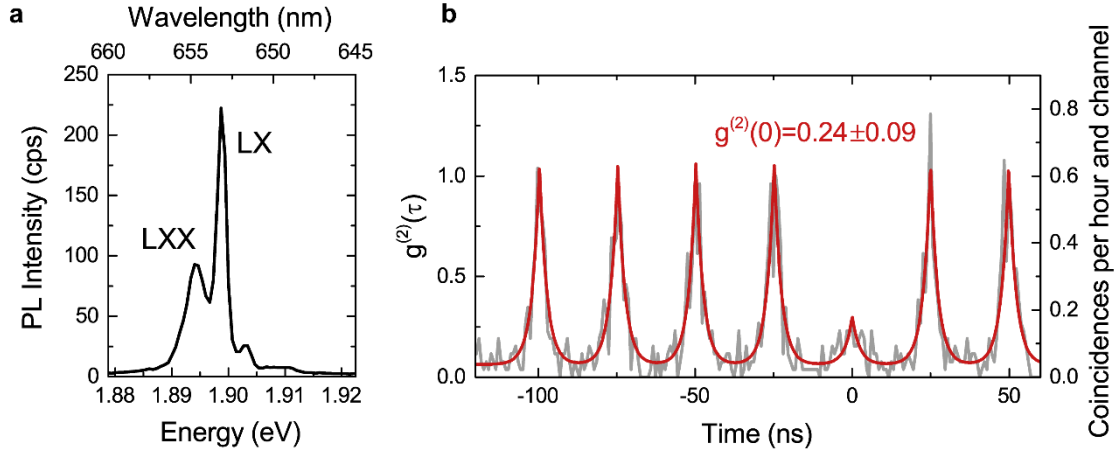 a
Wavelength (nm)
660 655 650 645
250
200
150
100
50
0
PL Intensity (cps)
LX
LXX
1.88 1.89 1.90 1.91 1.92
Energy (eV)
b
1.5
1.0
0.5
0.0
g(2)(τ)
g(2)(0)=0.24±0.09
0.8
0.6
0.4
0.2
0.0
Coincidences per hour and channel
-100 -50 0 50
Time (ns)